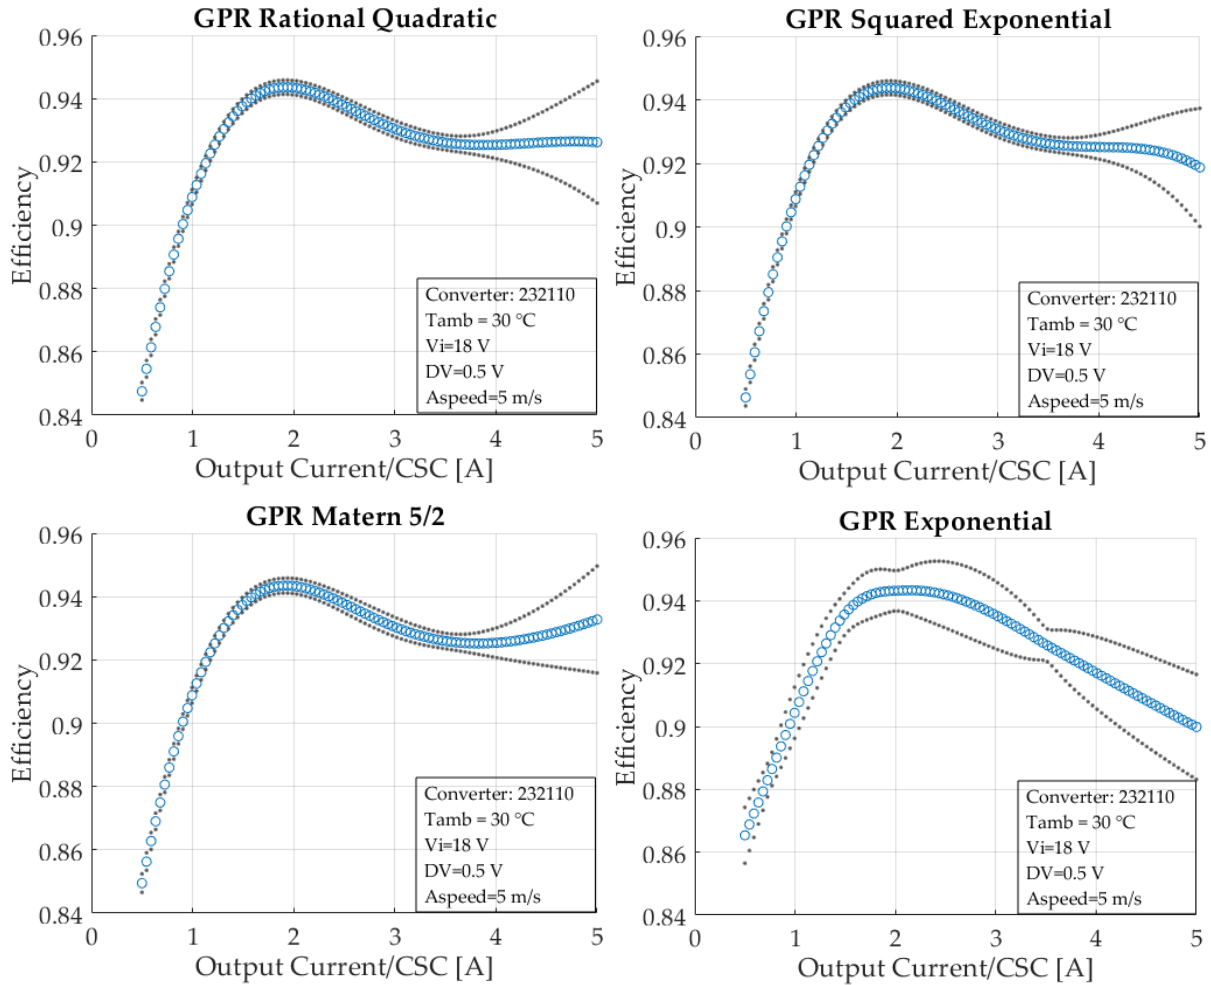 GPR Rational Quadratic
0.96
0.94
0.92
0.9
0.88
0.86
0.84
Efficiency
Converter: 232110
Tamb = 30 °C
Vi=18 V
DV=0.5 V
Aspeed=5 m/s
0 1 2 3 4 5
Output Current/CSC [A]
GPR Squared Exponential
0.96
0.94
0.92
0.9
0.88
0.86
0.84
Efficiency
Converter: 232110
Tamb = 30 °C
Vi=18 V
DV=0.5 V
Aspeed=5 m/s
0 1 2 3 4 5
Output Current/CSC [A]
GPR Matern 5/2
0.96
0.94
0.92
0.9
0.88
0.86
0.84
Efficiency
Converter: 232110
Tamb = 30 °C
Vi=18 V
DV=0.5 V
Aspeed=5 m/s
0 1 2 3 4 5
Output Current/CSC [A]
GPR Exponential
0.96
0.94
0.92
0.9
0.88
0.86
0.84
Efficiency
Converter: 232110
Tamb = 30 °C
Vi=18 V
DV=0.5 V
Aspeed=5 m/s
0 1 2 3 4 5
Output Current/CSC [A]